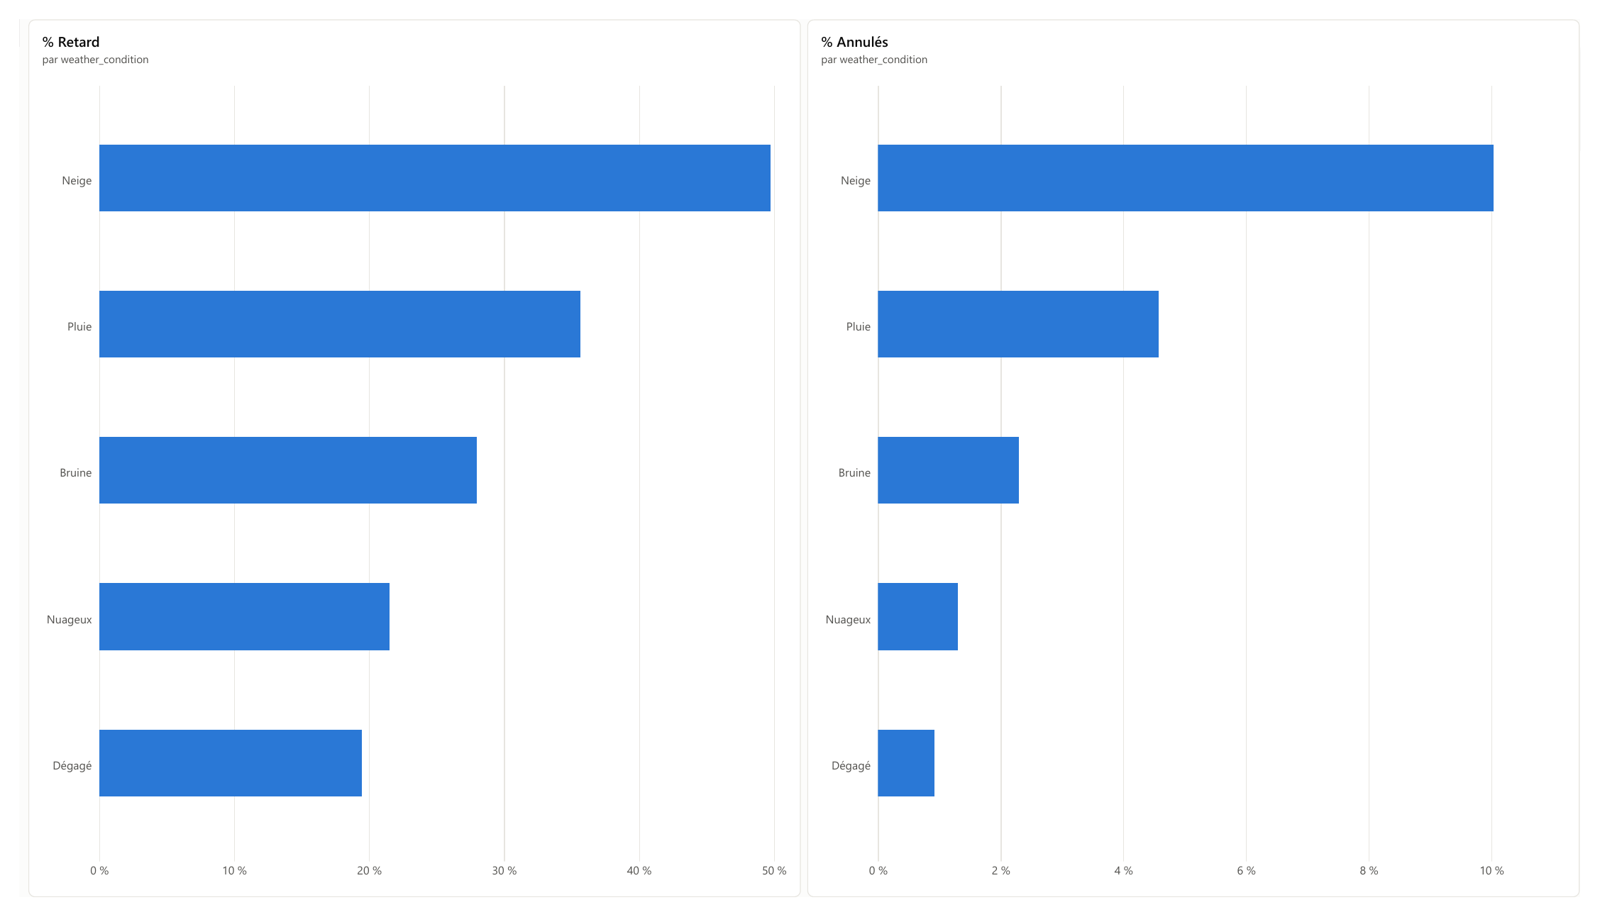 % Retard
par weather_condition
Neige
Pluie
Bruine
Nuageux
Dégagé
0 %
10 %
20 %
30 %
40 %
50 %
% Annulés
par weather_condition
Neige
Pluie
Bruine
Nuageux
Dégagé
0 %
2 %
4 %
6 %
8 %
10 %